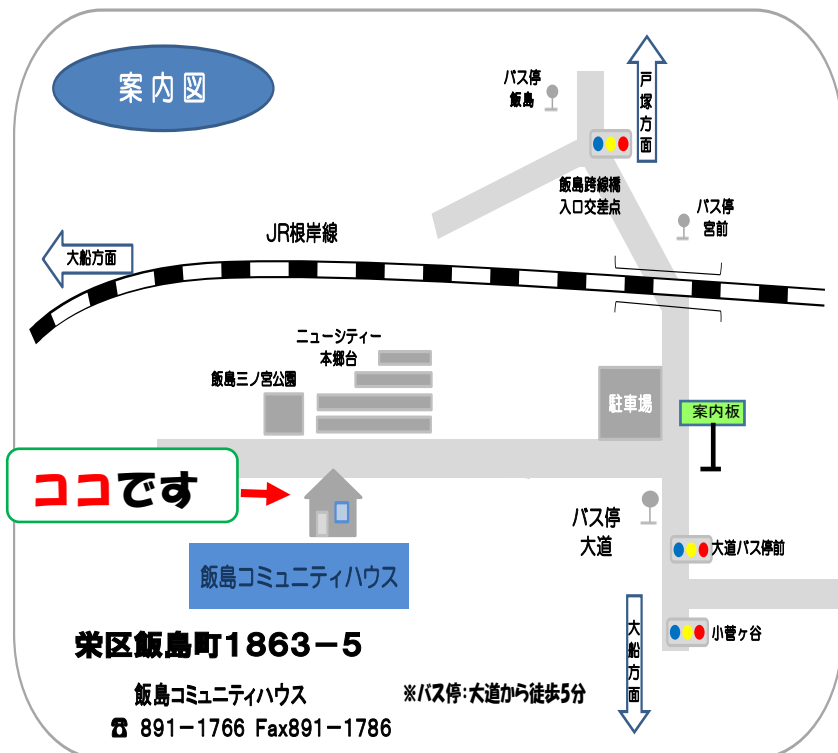 案内図
バス停
飯島
戸塚方面
飯島跨線橋
入口交差点
バス停
宮前
JR根岸線
大船方面
ニューシティー
本郷台
飯島三ノ宮公園
駐車場
案内板
ココです
バス停
大道
大道バス停前
飯島コミュニティハウス
小菅ヶ谷
大船方面
栄区飯島町1863-5
飯島コミュニティハウス
※バス停:大道から徒歩5分
☎ 891-1766 Fax891-1786